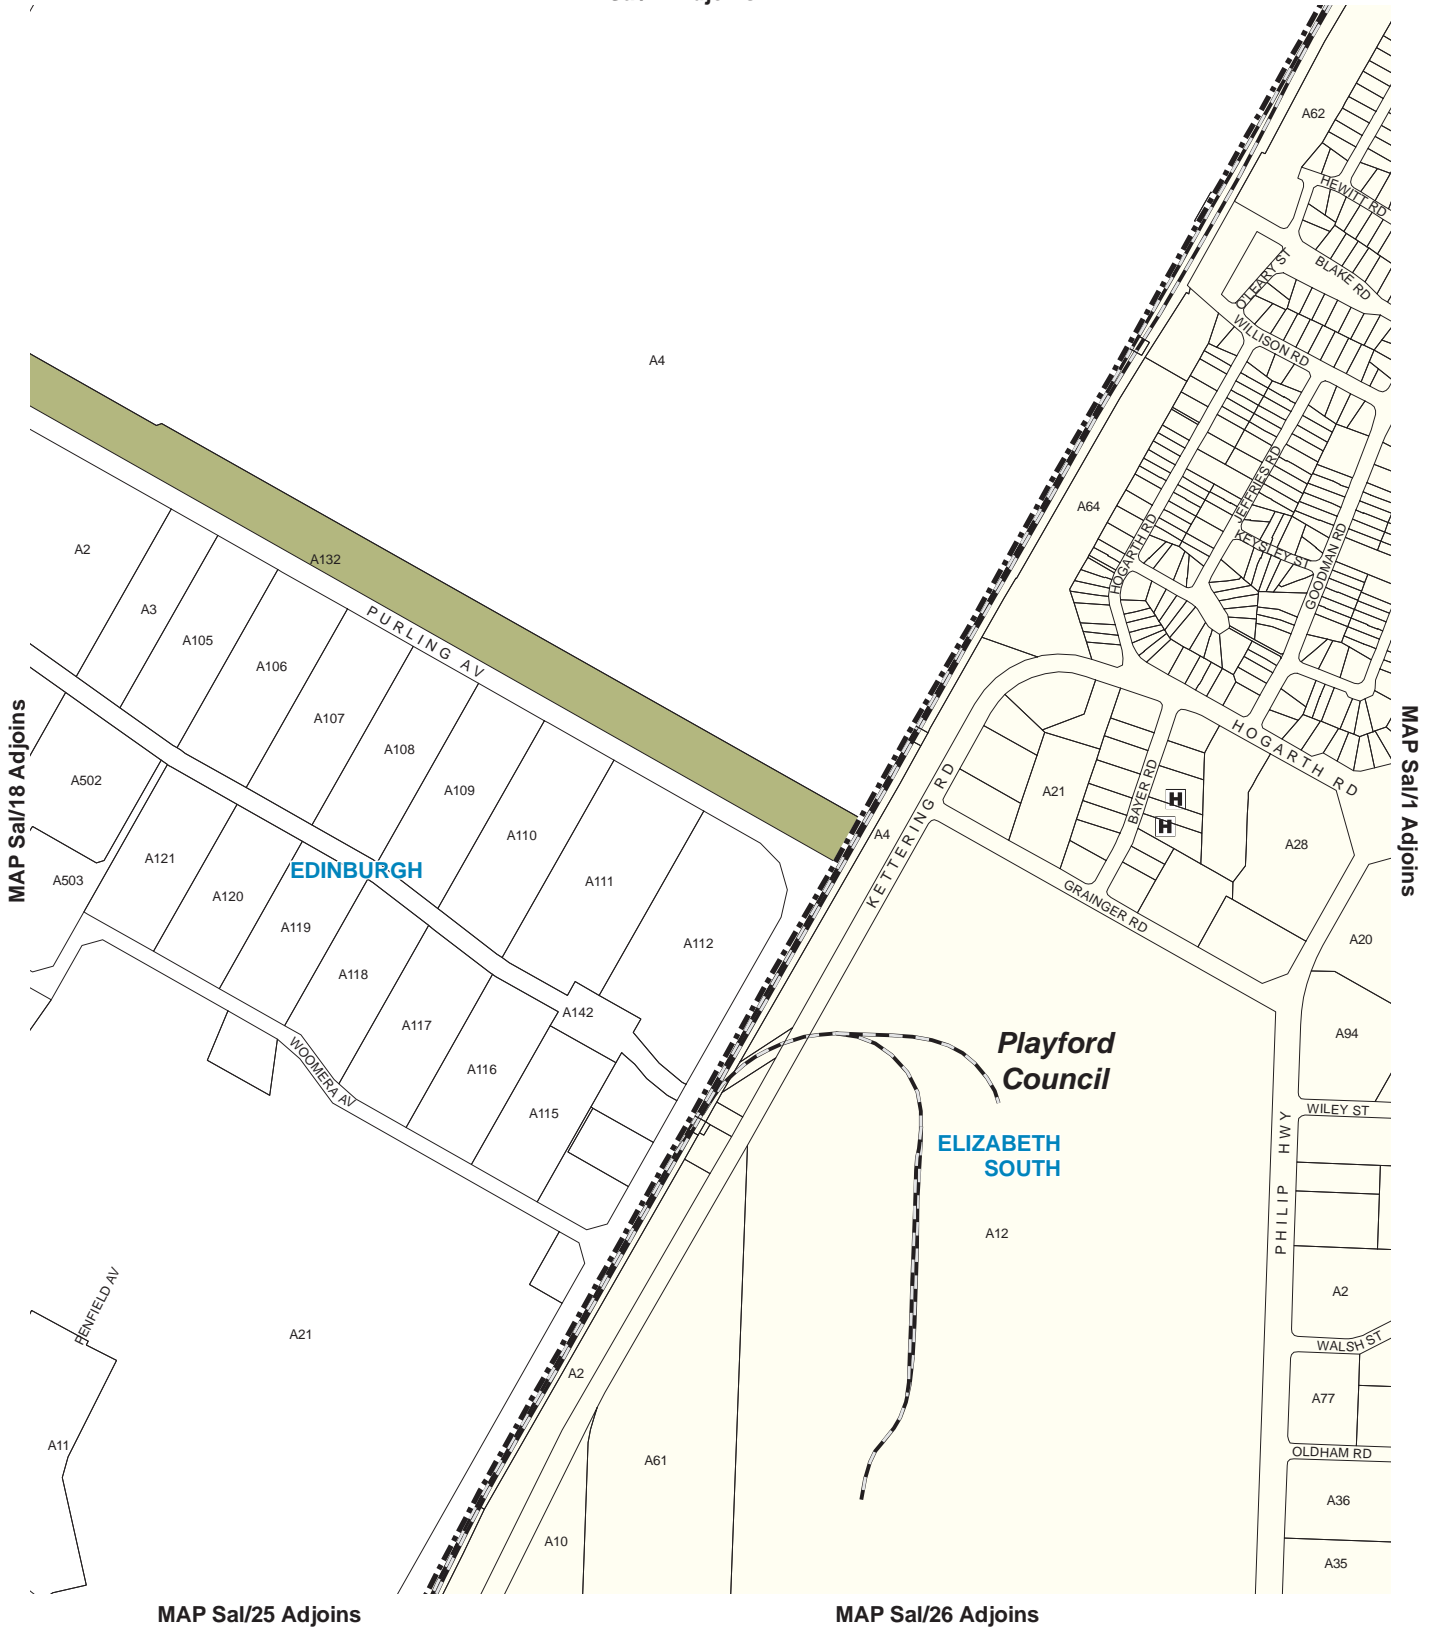 A62
HEWITT RD
O'LEARY ST
BLAKE RD
WILLISON RD
A4
JEFFRIES RD
A64
HOGARTH RD
KEYSLEY ST
GOODMAN RD
A2
A132
A3
PURLING AV
A105
A106
A107
A108
A109
A110
A111
A112
MAP Sal/18 Adjoins
MAP Sal/1 Adjoins
HOGARTH RD
A502
A503
A121
A120
EDINBURGH
A119
A118
A117
A116
A115
A142
WOOMERA AV
KETTERING RD
A4
A21
BAYER RD
H
H
A28
GRAINGER RD
A20
A94
Playford
Council
ELIZABETH
SOUTH
WILEY ST
PHILIP HWY
A12
A2
WALSH ST
A77
OLDHAM RD
A36
A35
PENFIELD AV
A21
A2
A11
A61
A10
MAP Sal/25 Adjoins
MAP Sal/26 Adjoins